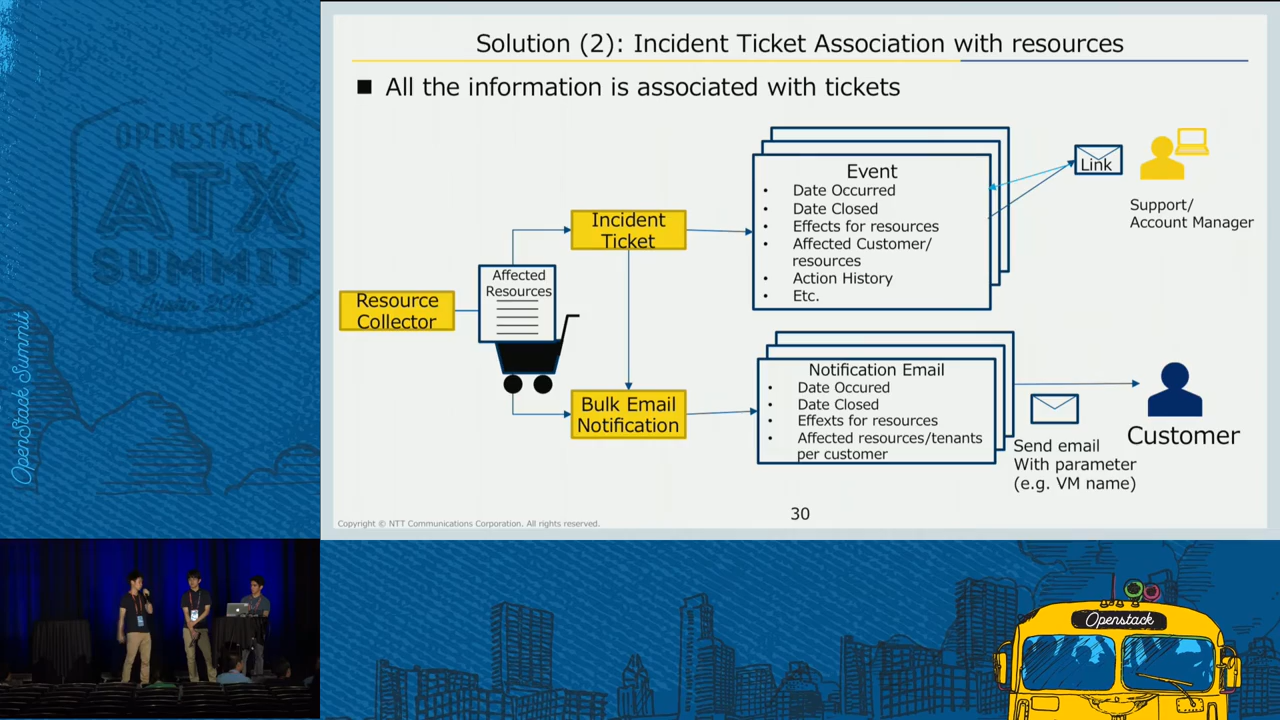 Solution (2): Incident Ticket Association with resources
■ All the information is associated with tickets
OPENSTACK
ATX
SUMMIT
OpenStack Summit
Resource
Collector
Affected
Resources
Incident
Ticket
Bulk Email
Notification
Event
• Date Occurred
• Date Closed
• Effects for resources
• Affected Customer/
resources
• Action History
• Etc.
Link
Support/
Account Manager
Notification Email
• Date Occured
• Date Closed
• Effexts for resources
• Affected resources/tenants
per customer
Send email
With parameter
(e.g. VM name)
Customer
30
Copyright © NTT Communications Corporation. All rights reserved.
Openstack